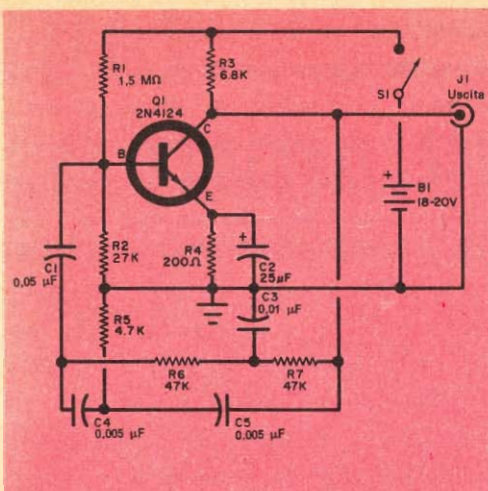 R1
1,5 MΩ
R3
6.8K
Q1
2N4124
C
B
E
S1
J1
Uscita
+
B1
18-20V
R2
27K
R4
200Ω
+
C2
25µF
C1
0,05 µF
C3
0,01 µF
R5
4.7K
R6
47K
R7
47K
C4
0.005 µF
C5
0.005 µF